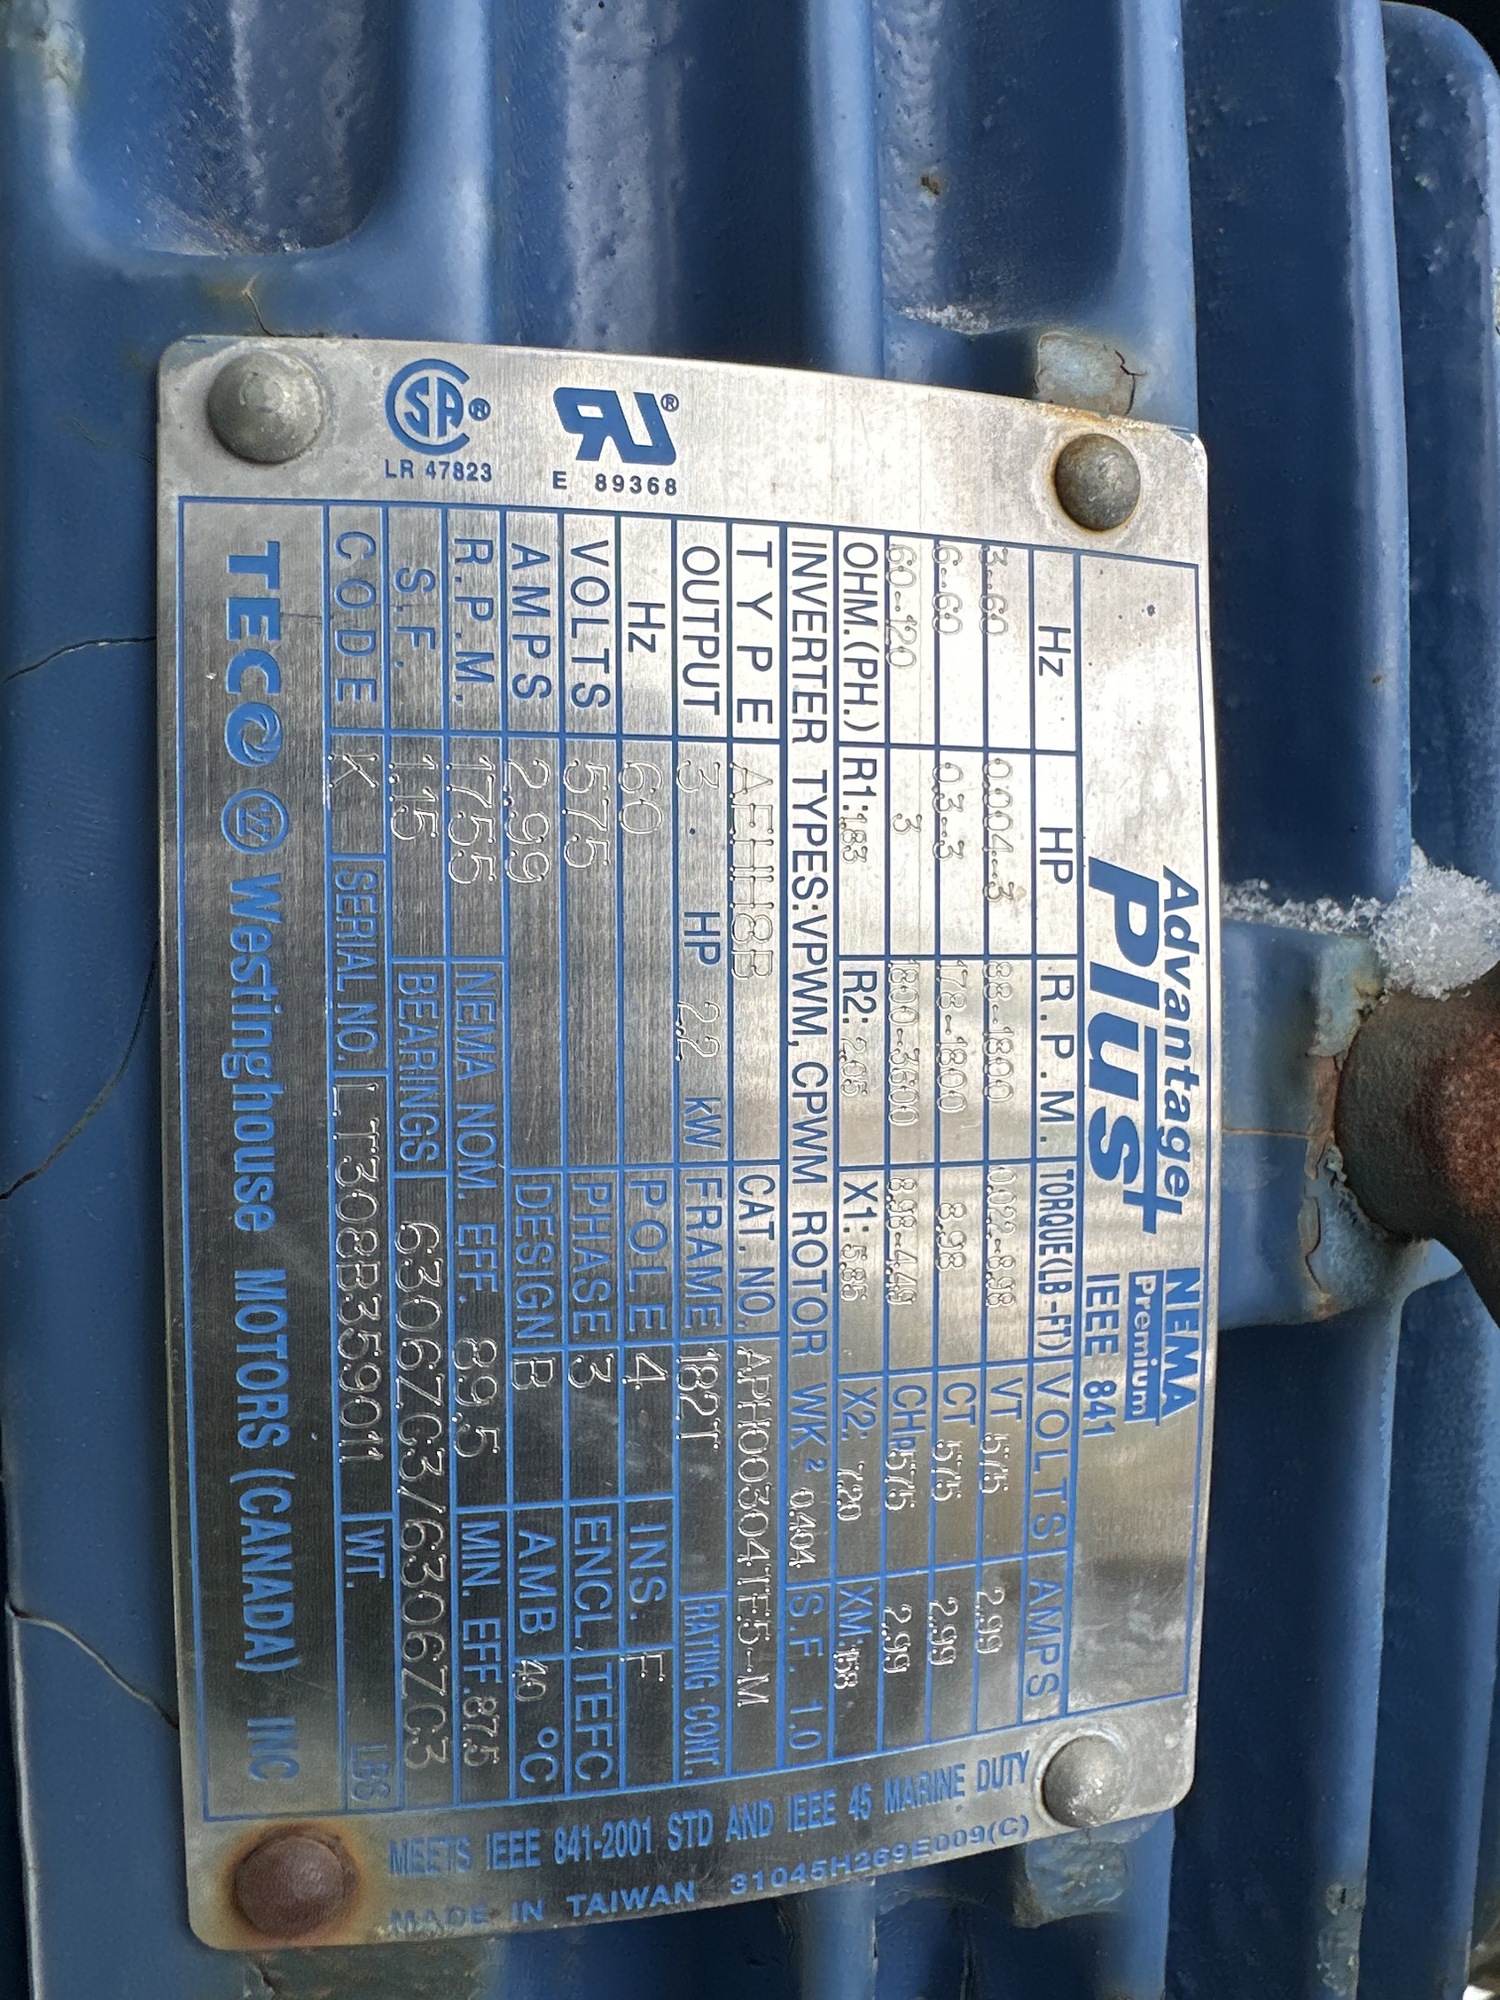 Advantage
Plus+
NEMA
Premium
IEEE 841
Hz HP R.P.M. TORQUE(LB-FT) VOLTS AMPS
3--60 0.004--3 88--1800 0.022--8.98 VT 575 2.99
6--60 0.3--3 178--1800 8.98 CT 575 2.99
60--120 3 1800--3600 8.98-4.49 CHP 575 2.99
OHM.(PH.) R1:1.83 R2:2.05 X1:5.85 X2: 7.20 XM:158
INVERTER TYPES:VPWM, CPWM ROTOR WK² 0.404 S.F. 1.0
TYPE AEHH8B CAT.NO. APH00304TE5-M
OUTPUT 3 HP 2.2 kW FRAME 182T RATING CONT.
Hz 60 POLE 4 INS. F
VOLTS 575 PHASE 3 ENCL. TEFC
AMPS 2.99 DESIGN B AMB 40 °C
R.P.M. 1755 NEMA NOM. EFF. 89.5 MIN. EFF. 87.5
S.F. 1.15 BEARINGS 6306ZC3/6306ZC3
CODE K SERIAL NO. LT308B359011 WT. LBS
TECO Westinghouse MOTORS (CANADA) INC
SA®
LR 47823
UR®
E 89368
MEETS IEEE 841-2001 STD AND IEEE 45 MARINE DUTY
MADE IN TAIWAN 31045H269E009(C)